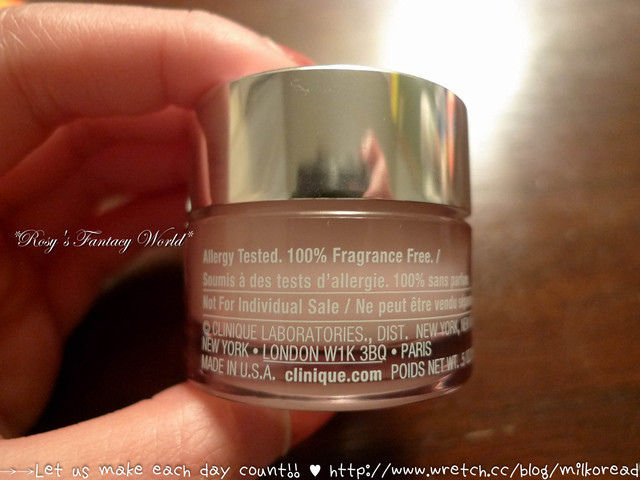 *Rosy's Fantacy World*
Allergy Tested. 100% Fragrance Free. /
Soumis à des tests d'allergie. 100% sans
Not For Individual Sale / Ne peut être vendu
© CLINIQUE LABORATORIES., DIST. NEW YORK,
NEW YORK • LONDON W1K 3BQ • PARIS
MADE IN U.S.A. clinique.com POIDS NET WT.
Let us make each day count!! ♥ http://www.wretch.cc/blog/milkoread